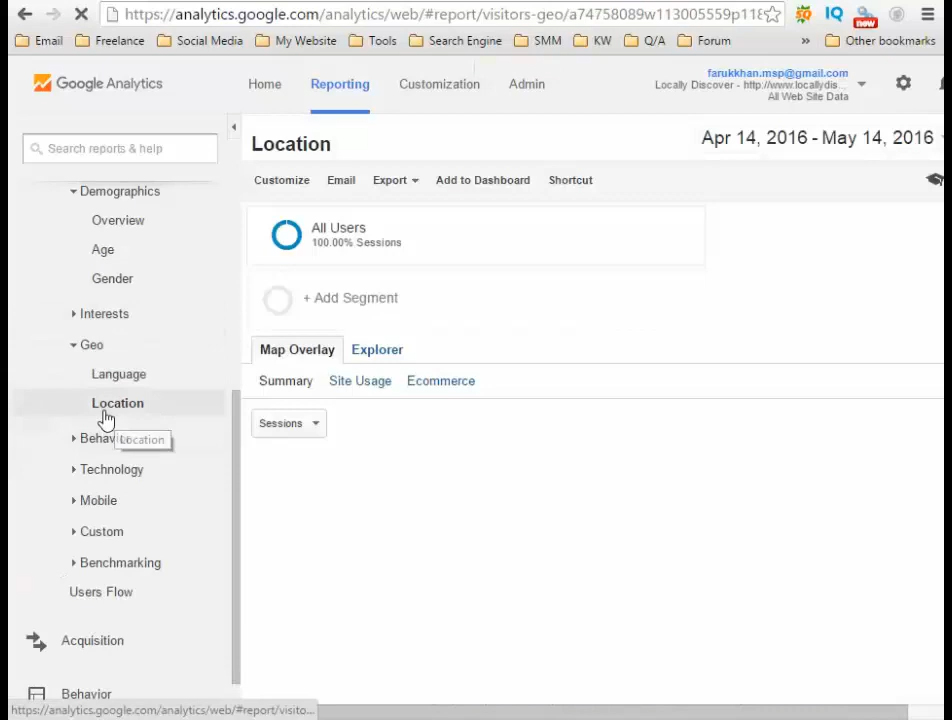 https://analytics.google.com/analytics/web/#report/visitors-geo/a74758089w113005559p118
IQ
now
Email
Freelance
Social Media
My Website
Tools
Search Engine
SMM
KW
Q/A
Forum
»
Other bookmarks
Google Analytics
Home
Reporting
Customization
Admin
farukkhan.msp@gmail.com
Locally Discover - http://www.locallydis...
All Web Site Data
Search reports & help
Location
Apr 14, 2016 - May 14, 2016
Demographics
Customize
Email
Export
Add to Dashboard
Shortcut
Overview
Age
Gender
All Users
100.00% Sessions
+ Add Segment
Interests
Geo
Language
Location
Map Overlay
Explorer
Summary
Site Usage
Ecommerce
Sessions
Behav
Location
Technology
Mobile
Custom
Benchmarking
Users Flow
Acquisition
Behavior
https://analytics.google.com/analytics/web/#report/visito...